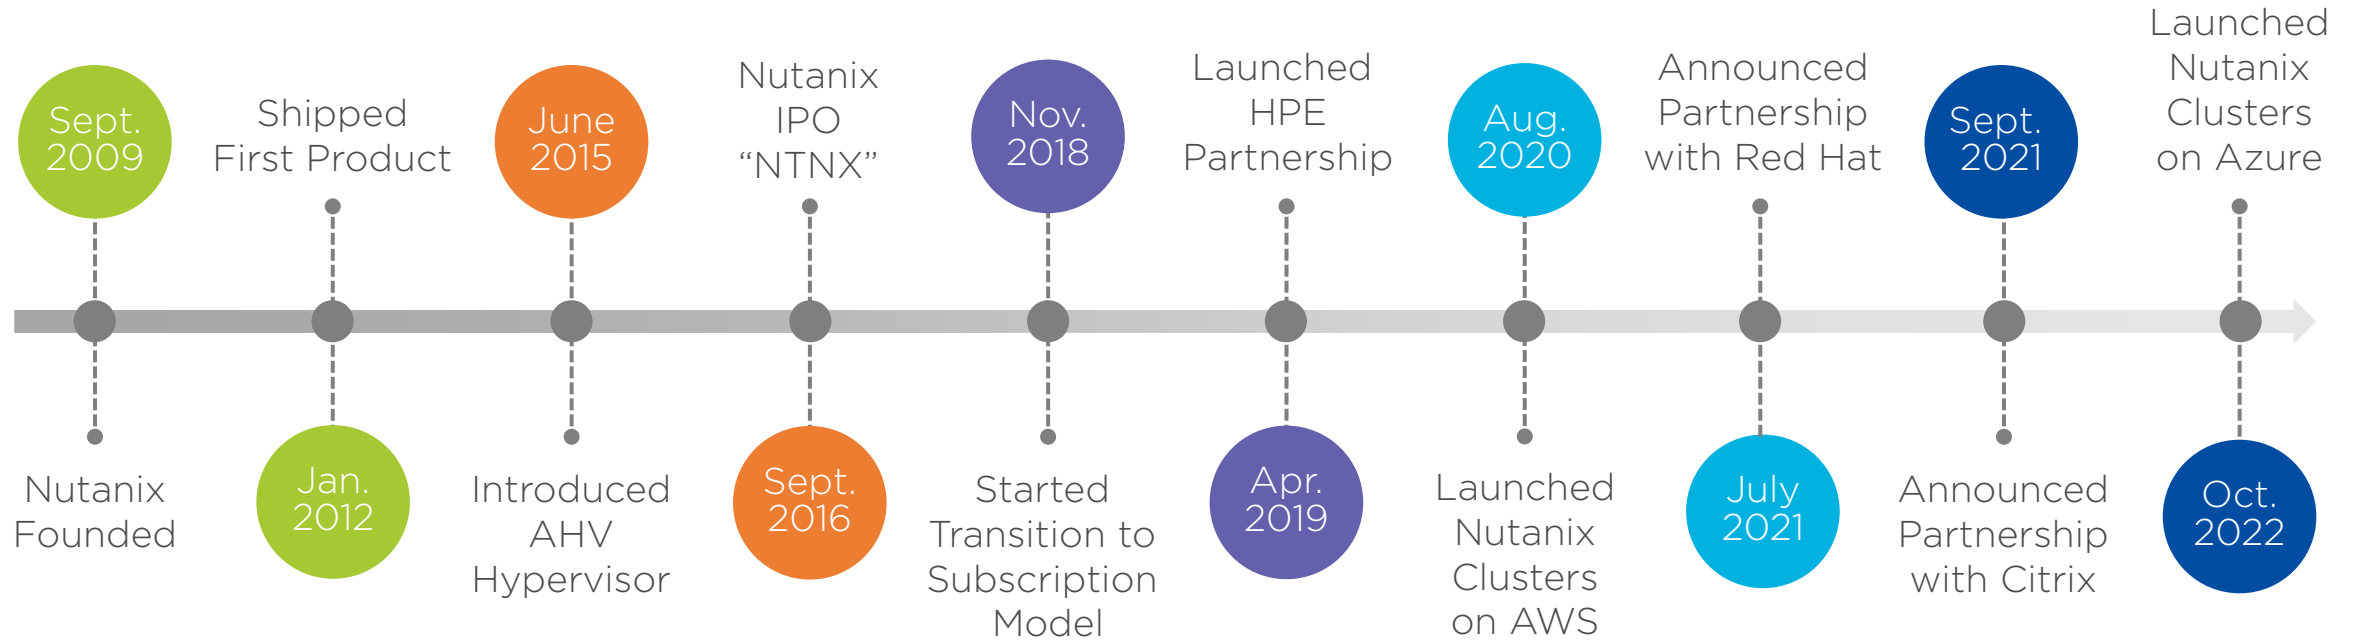 Sept.
2009
Nutanix
Founded
Shipped
First Product
Jan.
2012
June
2015
Introduced
AHV
Hypervisor
Nutanix
IPO
“NTNX”
Sept.
2016
Nov.
2018
Started
Transition to
Subscription
Model
Launched
HPE
Partnership
Apr.
2019
Aug.
2020
Launched
Nutanix
Clusters
on AWS
Announced
Partnership
with Red Hat
July
2021
Sept.
2021
Announced
Partnership
with Citrix
Launched
Nutanix
Clusters
on Azure
Oct.
2022